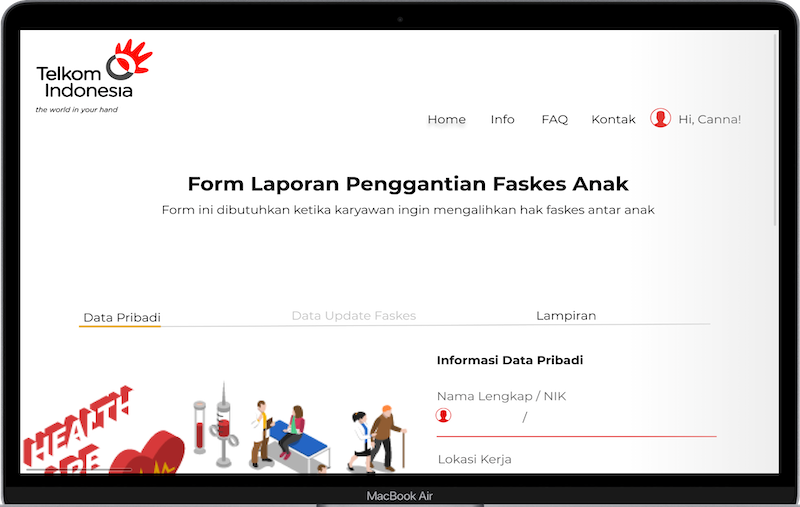 Telkom
Indonesia
the world in your hand
Home Info FAQ Kontak Hi, Canna!
Form Laporan Penggantian Faskes Anak
Form ini dibutuhkan ketika karyawan ingin mengalihkan hak faskes antar anak
Data Pribadi Data Update Faskes Lampiran
Informasi Data Pribadi
Nama Lengkap / NIK
/
Lokasi Kerja
HEALTH
CARE
MacBook Air